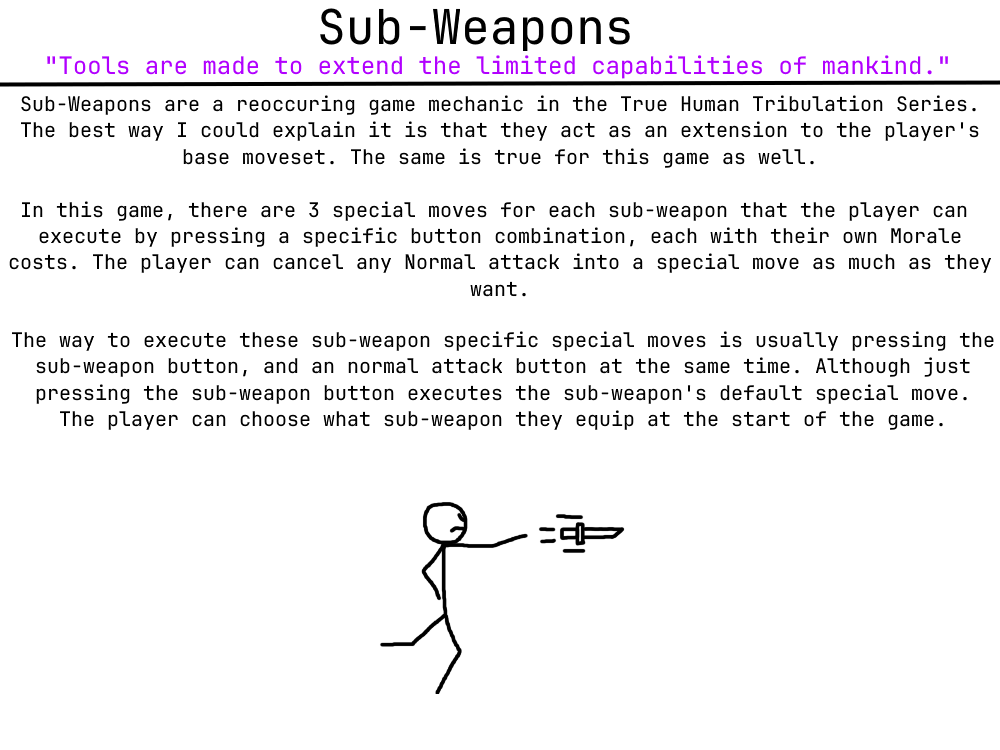 Sub-Weapons
"Tools are made to extend the limited capabilities of mankind."
Sub-Weapons are a reoccuring game mechanic in the True Human Tribulation Series.
The best way I could explain it is that they act as an extension to the player's
base moveset. The same is true for this game as well.
In this game, there are 3 special moves for each sub-weapon that the player can
execute by pressing a specific button combination, each with their own Morale
costs. The player can cancel any Normal attack into a special move as much as they
want.
The way to execute these sub-weapon specific special moves is usually pressing the
sub-weapon button, and an normal attack button at the same time. Although just
pressing the sub-weapon button executes the sub-weapon's default special move.
The player can choose what sub-weapon they equip at the start of the game.